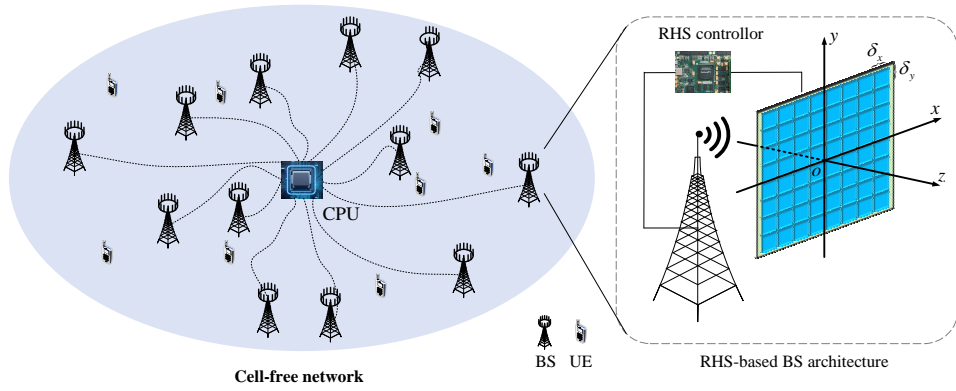 RHS controllor
y
δx
δy
x
o
z
CPU
BS
UE
RHS-based BS architecture
Cell-free network